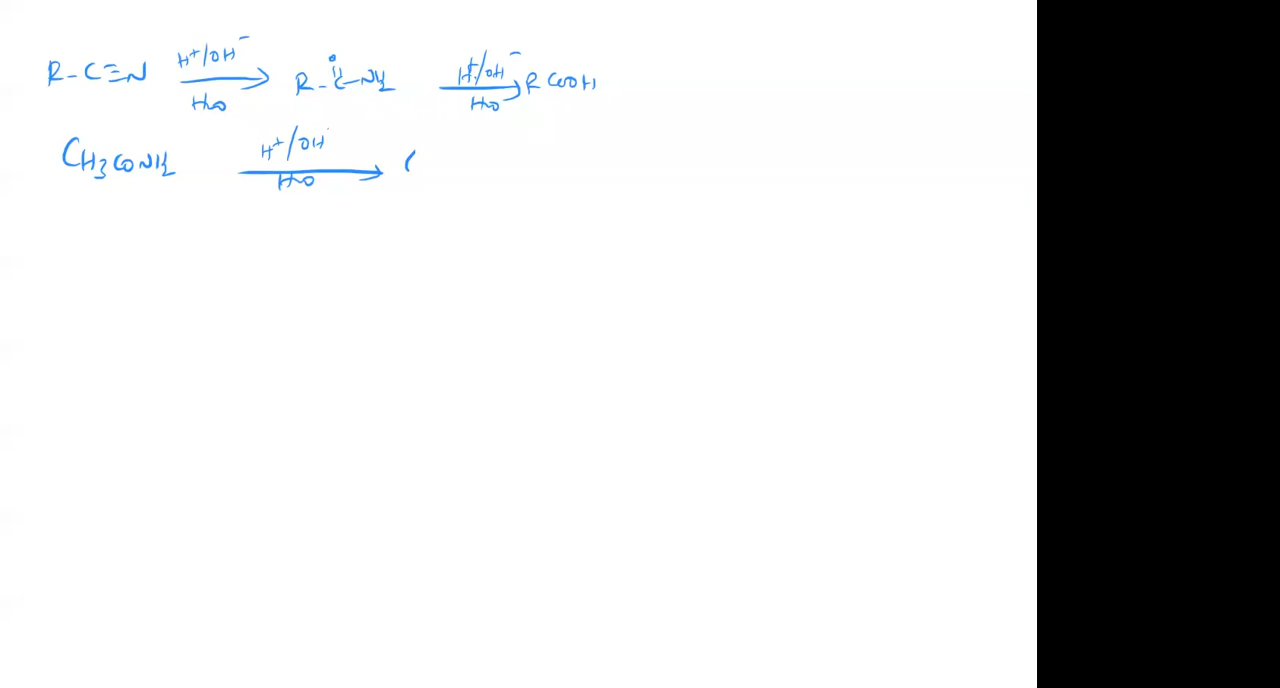 R-C≡N H⁺/OH⁻ H₂O → R-C(=O)-NH₂ H⁺/OH⁻ H₂O → RCOOH
CH₃CONH₂ H⁺/OH⁻ H₂O → C